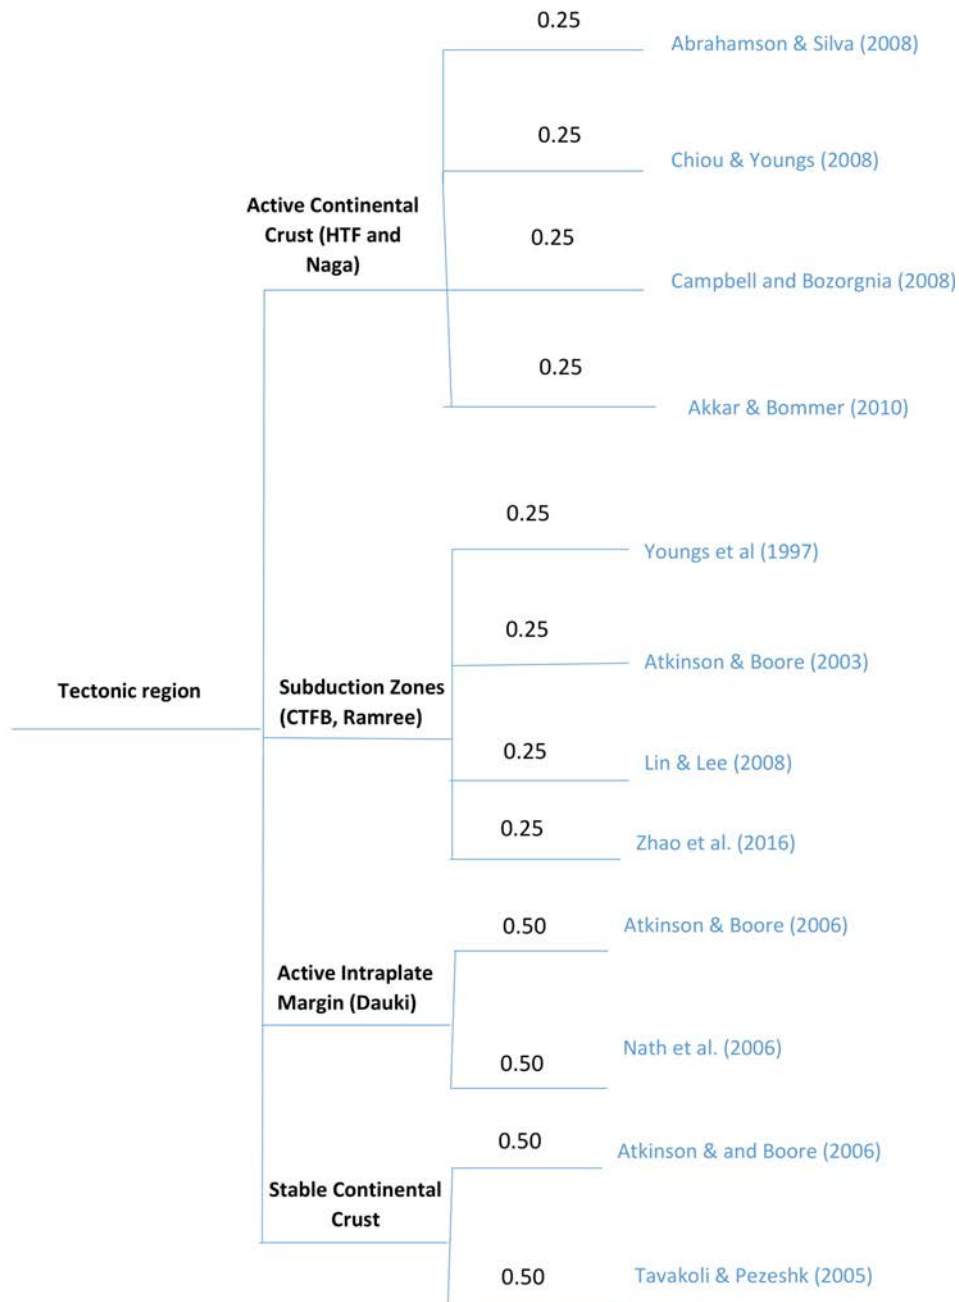 0.25
Abrahamson & Silva (2008)
0.25
Chiou & Youngs (2008)
Active Continental
Crust (HTF and
Naga)
0.25
Campbell and Bozorgnia (2008)
0.25
Akkar & Bommer (2010)
0.25
Youngs et al (1997)
0.25
Atkinson & Boore (2003)
Tectonic region
Subduction Zones
(CTFB, Ramree)
0.25
Lin & Lee (2008)
0.25
Zhao et al. (2016)
0.50
Atkinson & Boore (2006)
Active Intraplate
Margin (Dauki)
0.50
Nath et al. (2006)
0.50
Atkinson & and Boore (2006)
Stable Continental
Crust
0.50
Tavakoli & Pezeshk (2005)